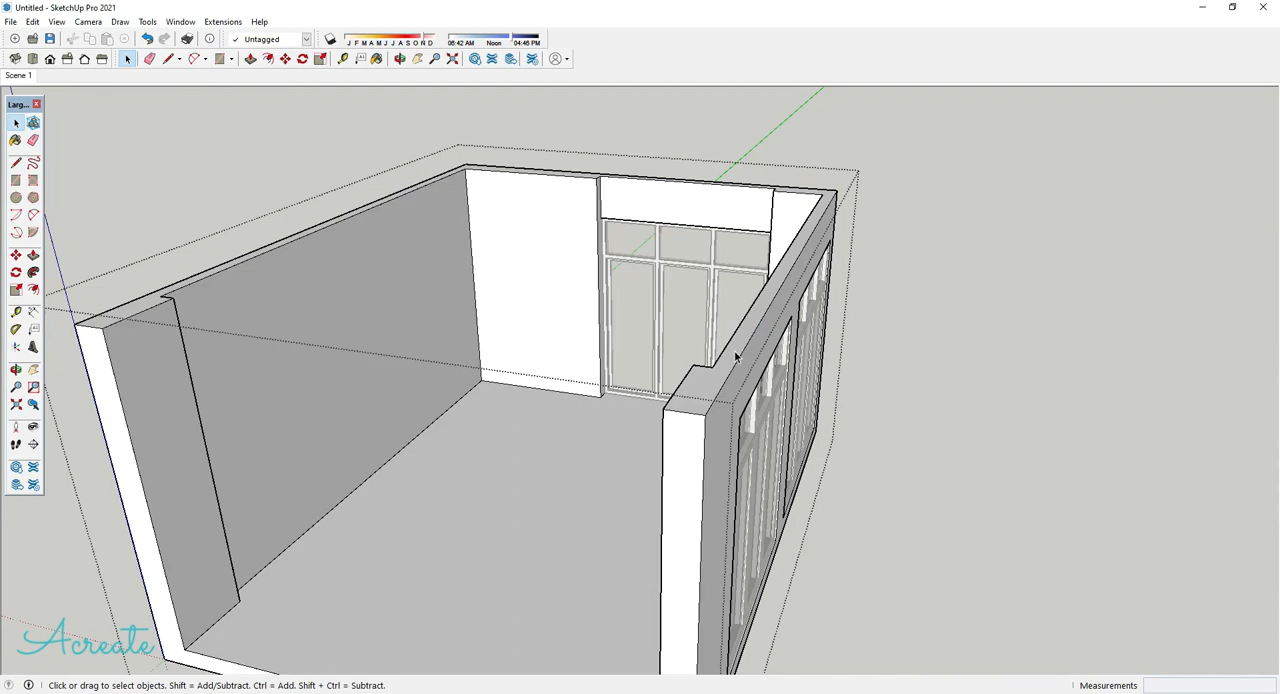 Untitled - SketchUp Pro 2021
File Edit View Camera Draw Tools Window Extensions Help
✓ Untagged
J F M A M J J A S O N D
06:42 AM Noon 04:46 PM
Scene 1
Larg...
Acreate
Click or drag to select objects. Shift = Add/Subtract. Ctrl = Add. Shift + Ctrl = Subtract.
Measurements